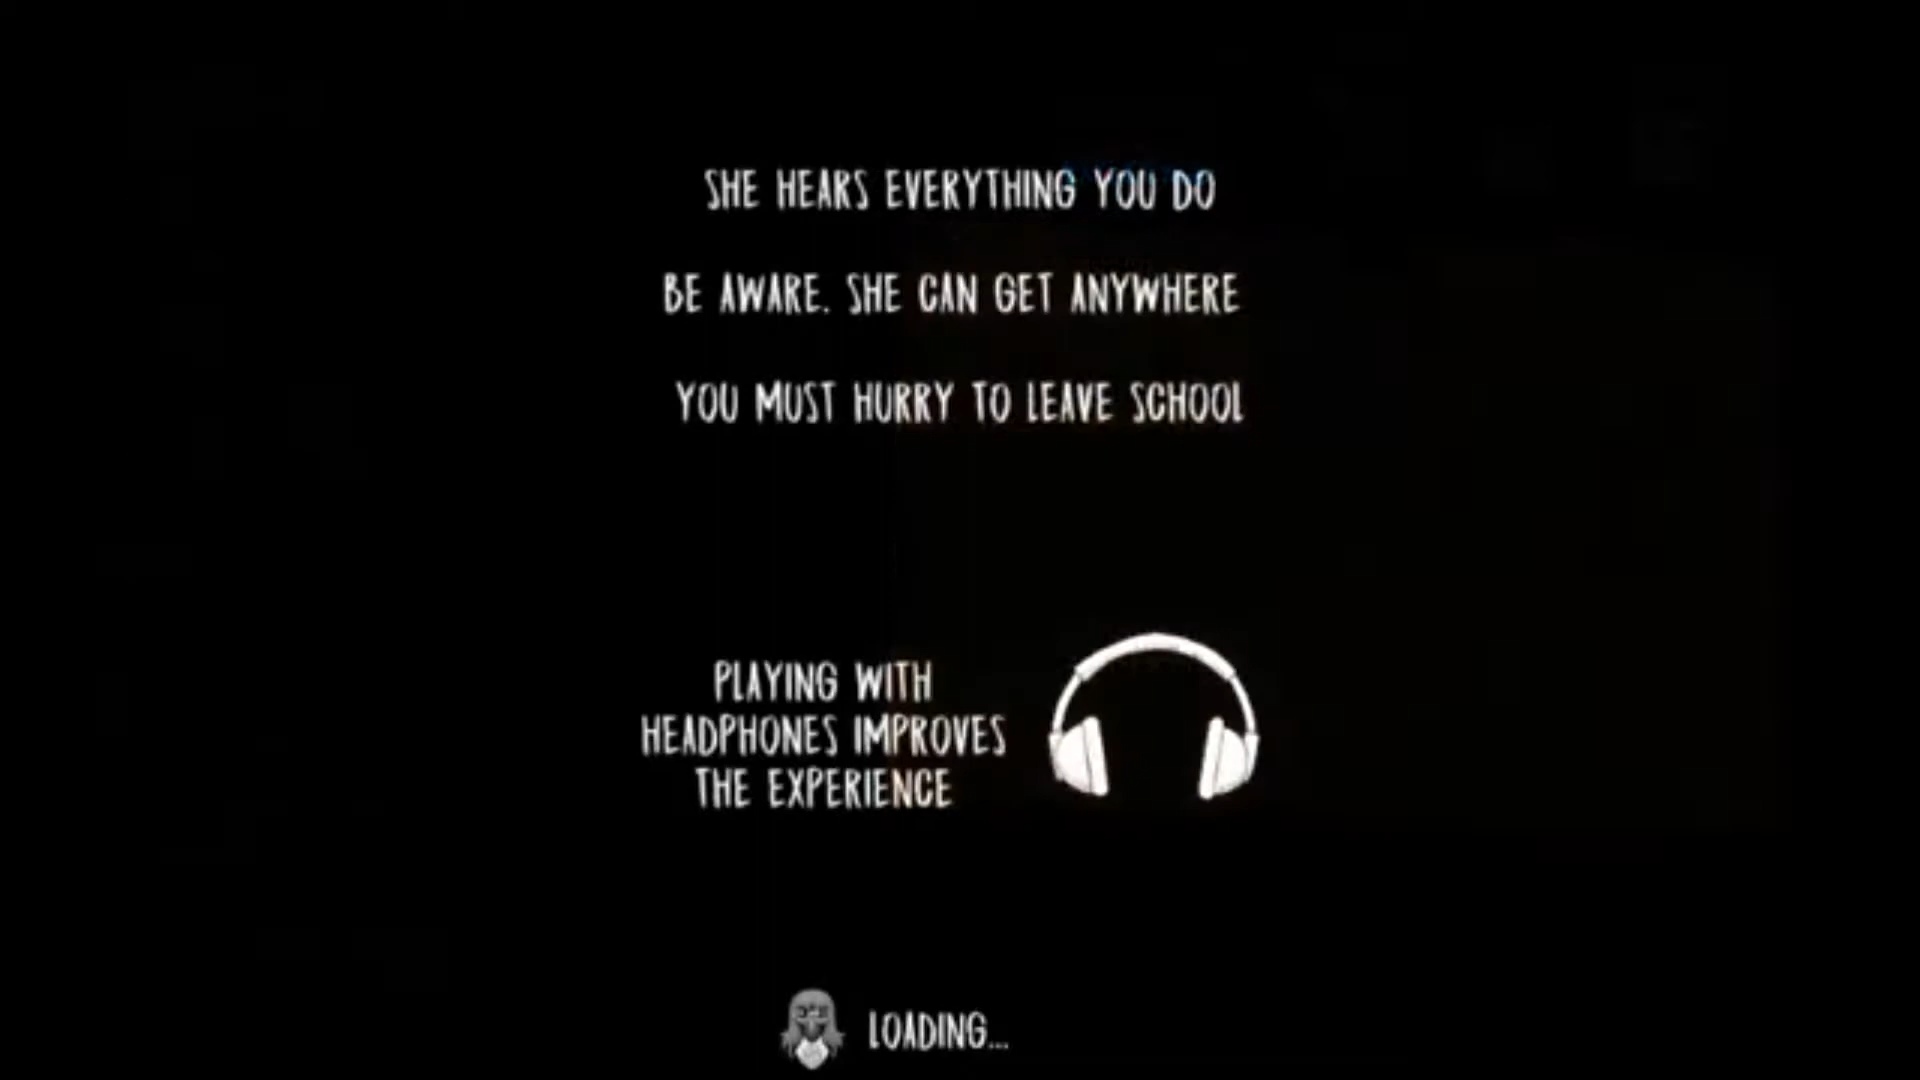 SHE HEARS EVERYTHING YOU DO
BE AWARE. SHE CAN GET ANYWHERE
YOU MUST HURRY TO LEAVE SCHOOL
PLAYING WITH
HEADPHONES IMPROVES
THE EXPERIENCE
LOADING...